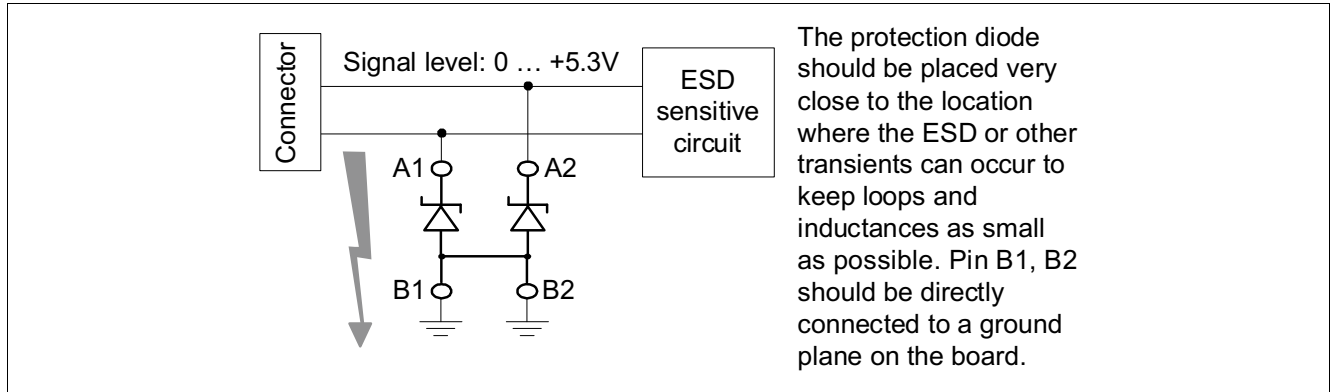 Connector
Signal level: 0 … +5.3V
ESD
sensitive
circuit
A1
A2
B1
B2
The protection diode
should be placed very
close to the location
where the ESD or other
transients can occur to
keep loops and
inductances as small
as possible. Pin B1, B2
should be directly
connected to a ground
plane on the board.